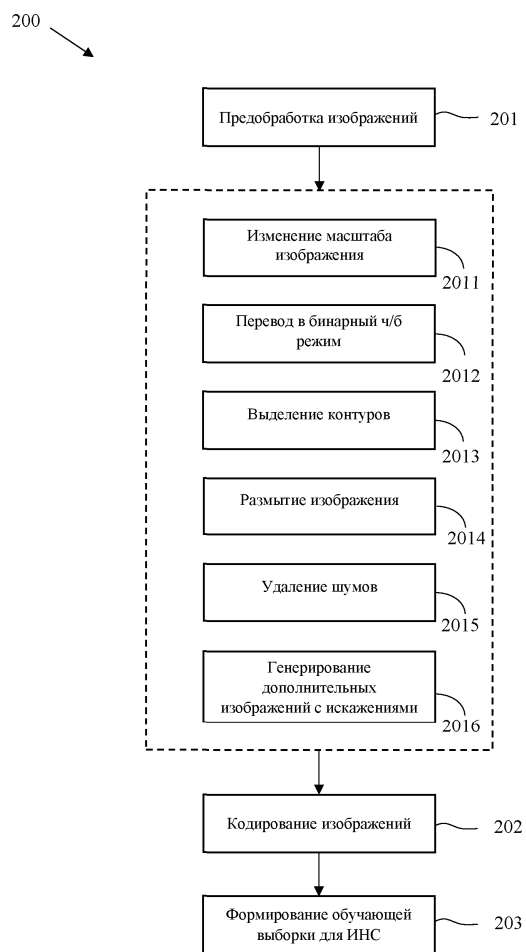 200
Предобработка изображений
201
Изменение масштаба
изображения
2011
Перевод в бинарный ч/б
режим
2012
Выделение контуров
2013
Размытие изображения
2014
Удаление шумов
2015
Генерирование
дополнительных
изображений с искажениями
2016
Кодирование изображений
202
Формирование обучающей
выборки для ИНС
203